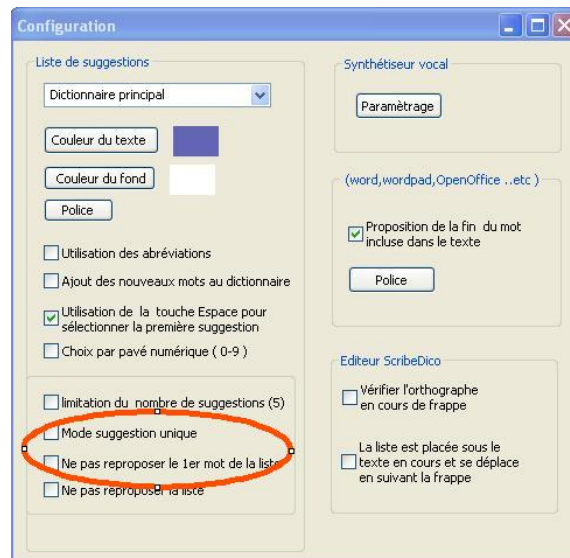 Configuration
Liste de suggestions
Dictionnaire principal
Couleur du texte
Couleur du fond
Police
Utilisation des abréviations
Ajout des nouveaux mots au dictionnaire
Utilisation de la touche Espace pour
sélectionner la première suggestion
Choix par pavé numérique ( 0-9 )
limitation du nombre de suggestions (5)
Mode suggestion unique
Ne pas reproposer le 1er mot de la liste
Ne pas reproposer la liste
Synthétiseur vocal
Paramètrage
(word,wordpad,OpenOffice ..etc )
Proposition de la fin du mot
incluse dans le texte
Police
Editeur ScribeDico
Vérifier l'orthographe
en cours de frappe
La liste est placée sous le
texte en cours et se déplace
en suivant la frappe